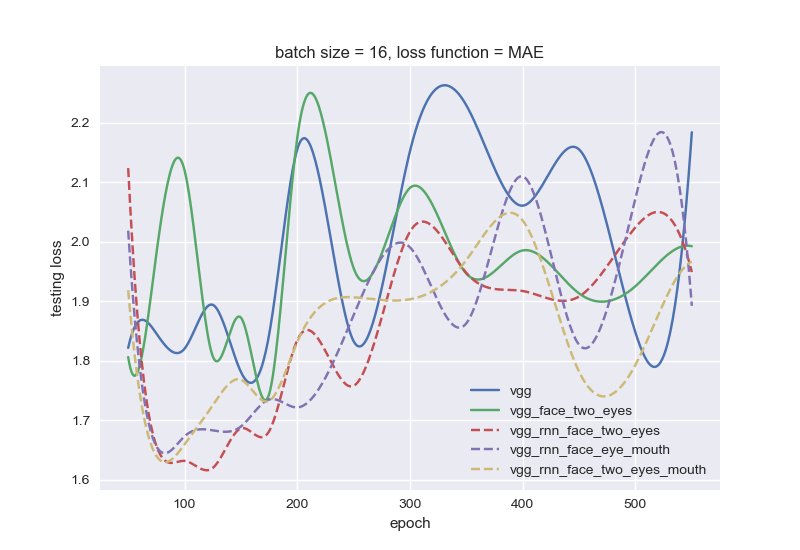 batch size = 16, loss function = MAE
2.2
2.1
2.0
1.9
1.8
1.7
1.6
testing loss
vgg
vgg_face_two_eyes
vgg_rnn_face_two_eyes
vgg_rnn_face_eye_mouth
vgg_rnn_face_two_eyes_mouth
100 200 300 400 500
epoch